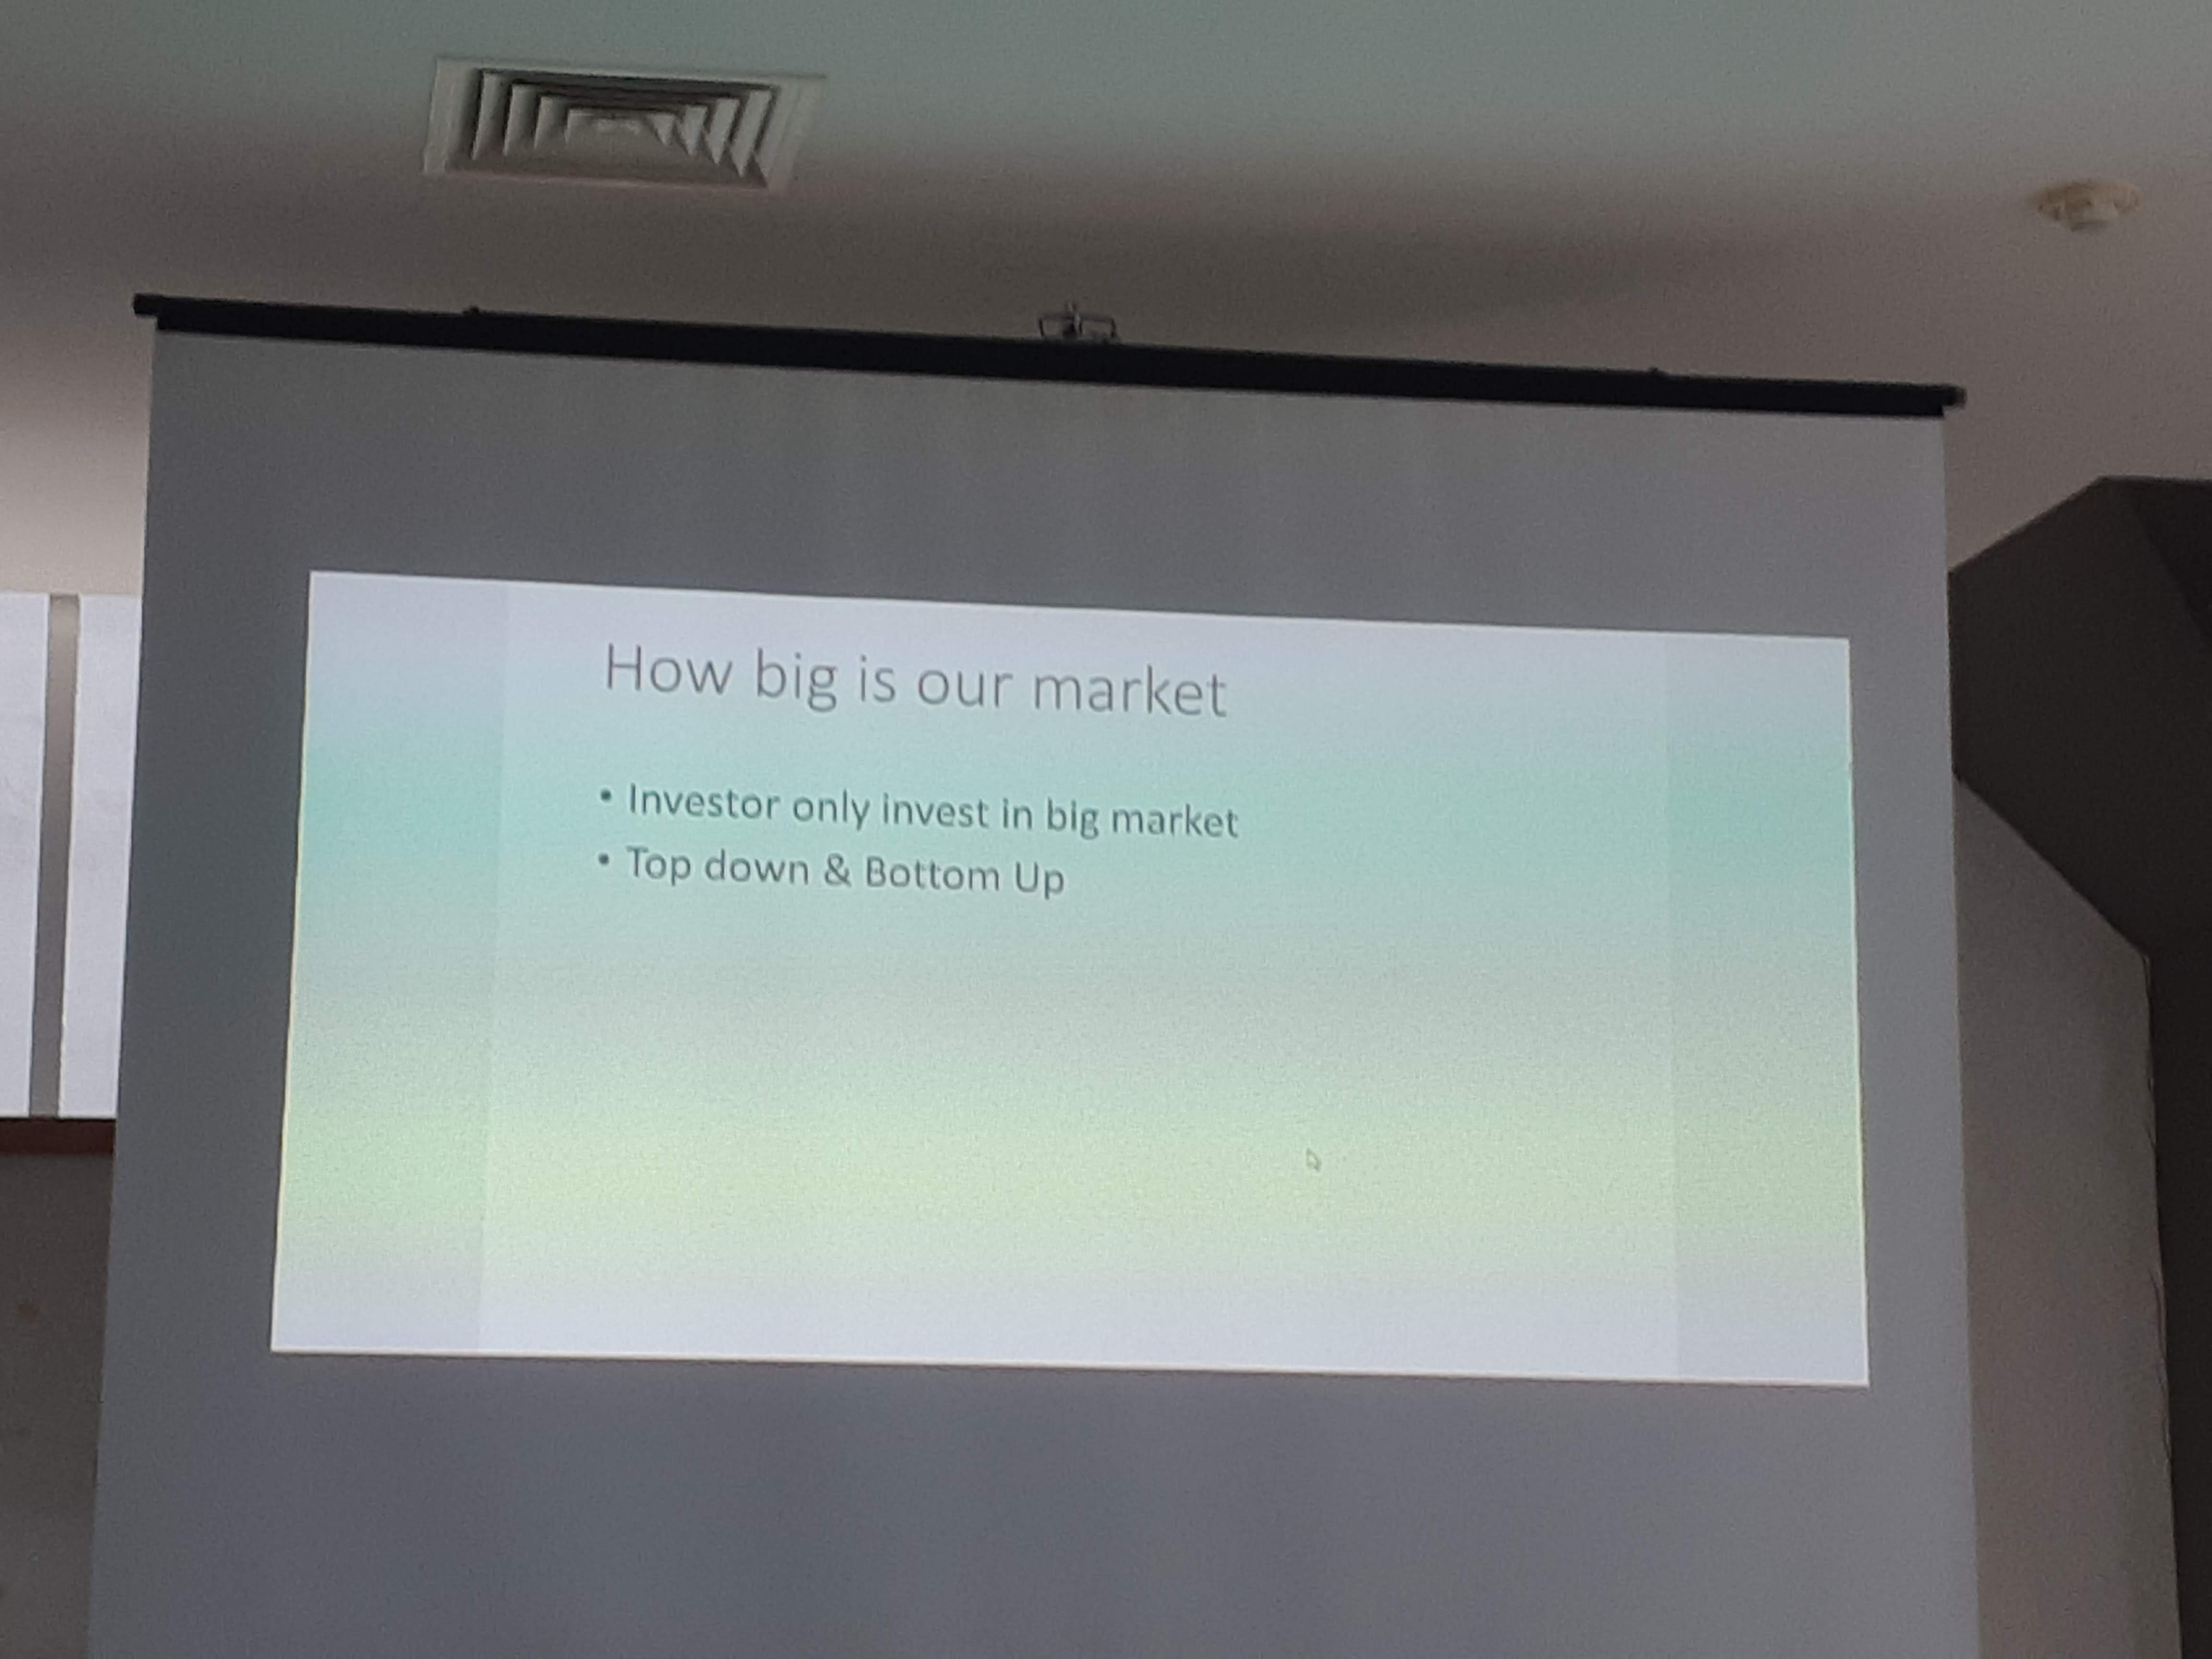 How big is our market
• Investor only invest in big market
• Top down & Bottom Up